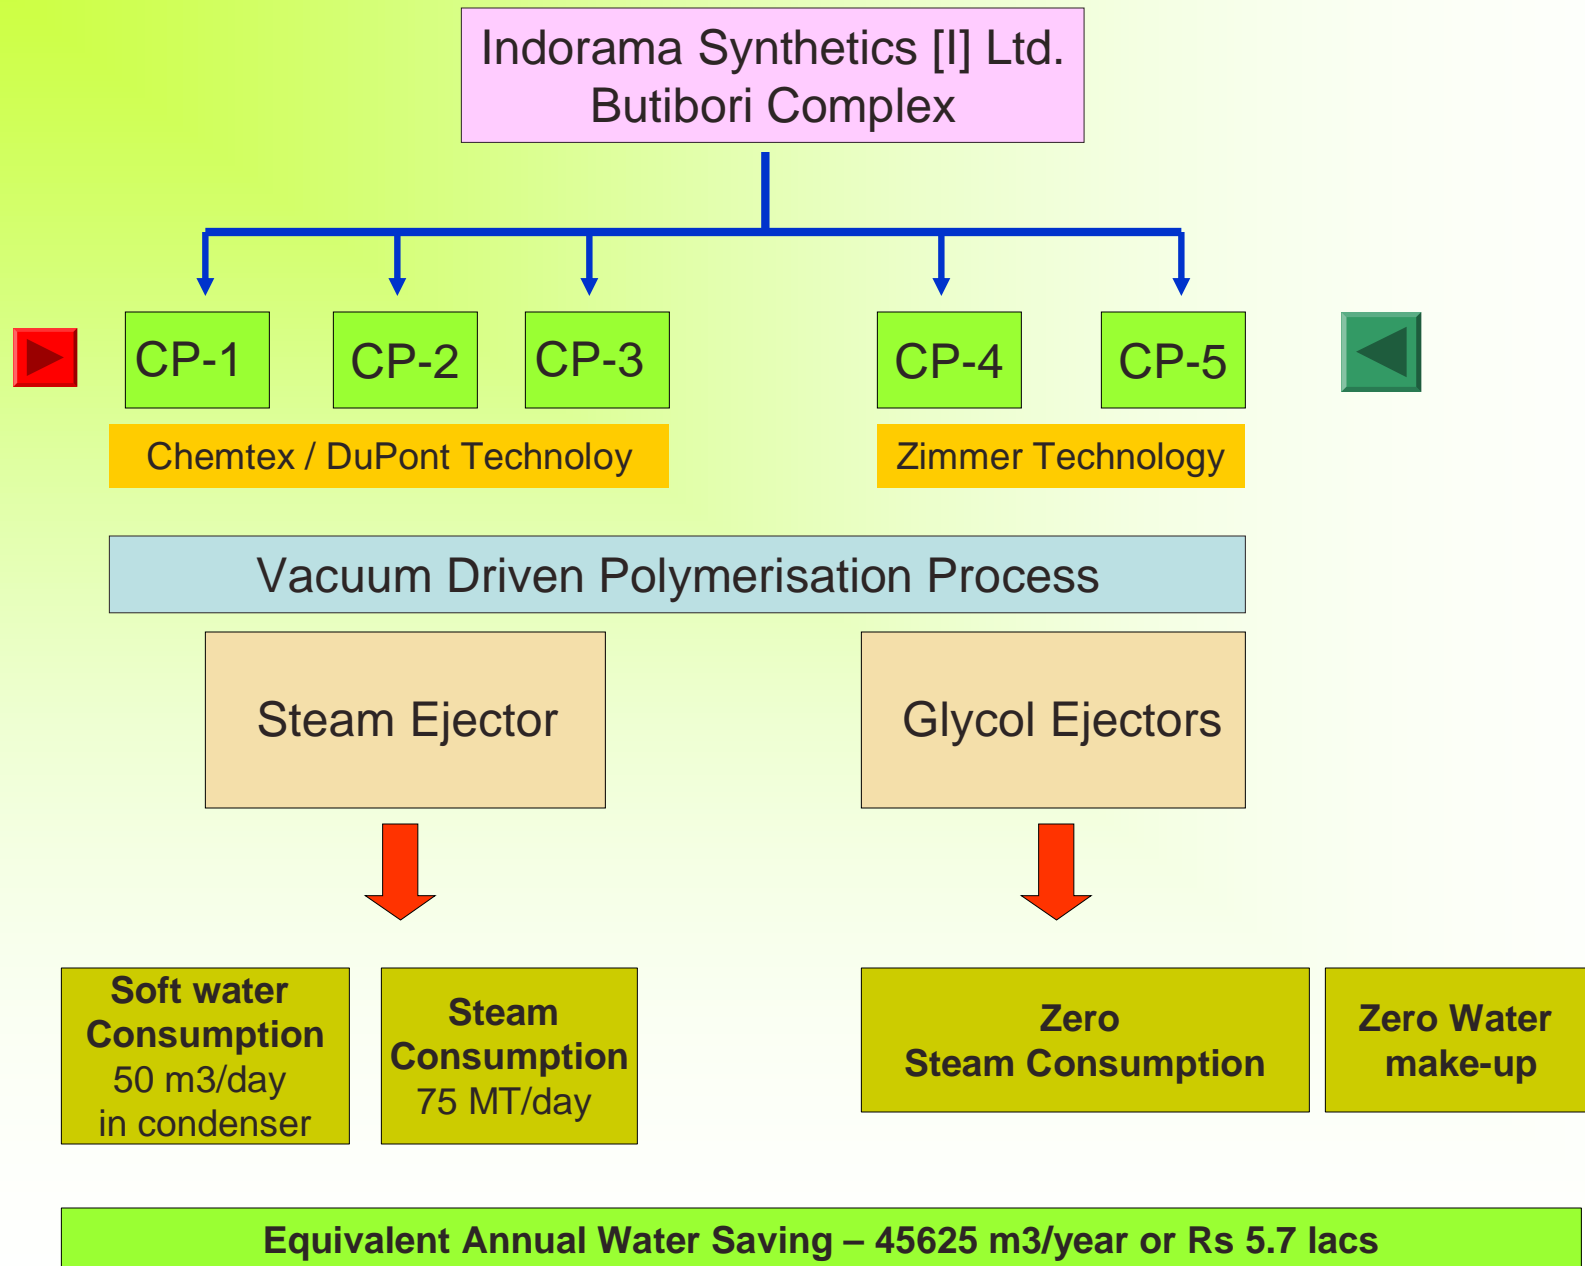 Indorama Synthetics [I] Ltd.
Butibori Complex
CP-1
CP-2
CP-3
CP-4
CP-5
Chemtex / DuPont Technoloy
Zimmer Technology
Vacuum Driven Polymerisation Process
Steam Ejector
Glycol Ejectors
Soft water
Consumption
50 m3/day
in condenser
Steam
Consumption
75 MT/day
Zero
Steam Consumption
Zero Water
make-up
Equivalent Annual Water Saving – 45625 m3/year or Rs 5.7 lacs